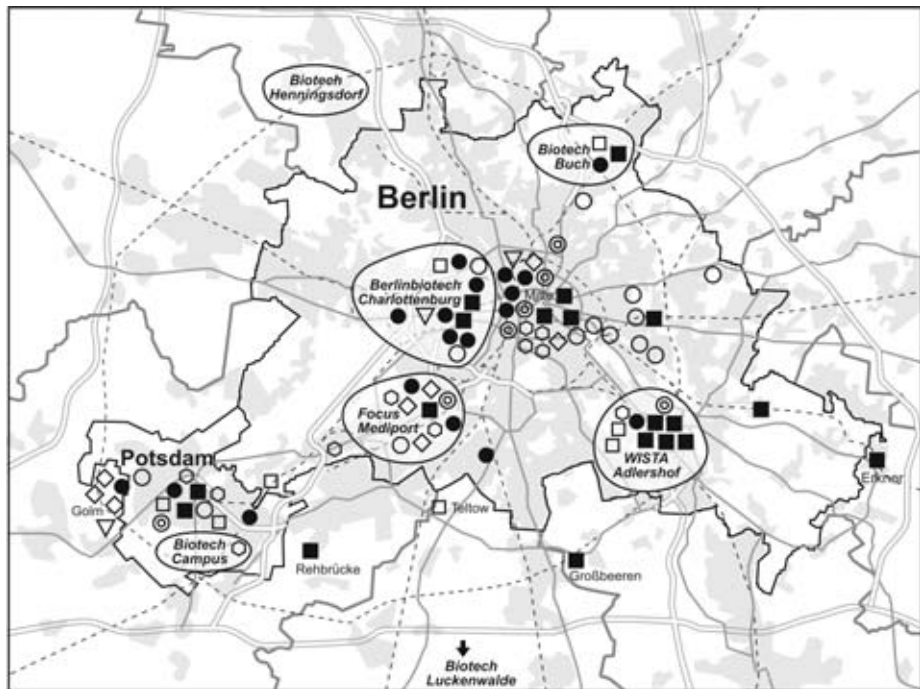 Biotech
Henningsdorf
Biotech
Buch
Berlin
Berlinbiotech
Charlottenburg
Mitte
Focus
Mediport
WISTA
Adlershof
Potsdam
Golm
Erkner
Teltow
Biotech
Campus
Rehbrücke
Großbeeren
Biotech
Luckenwalde